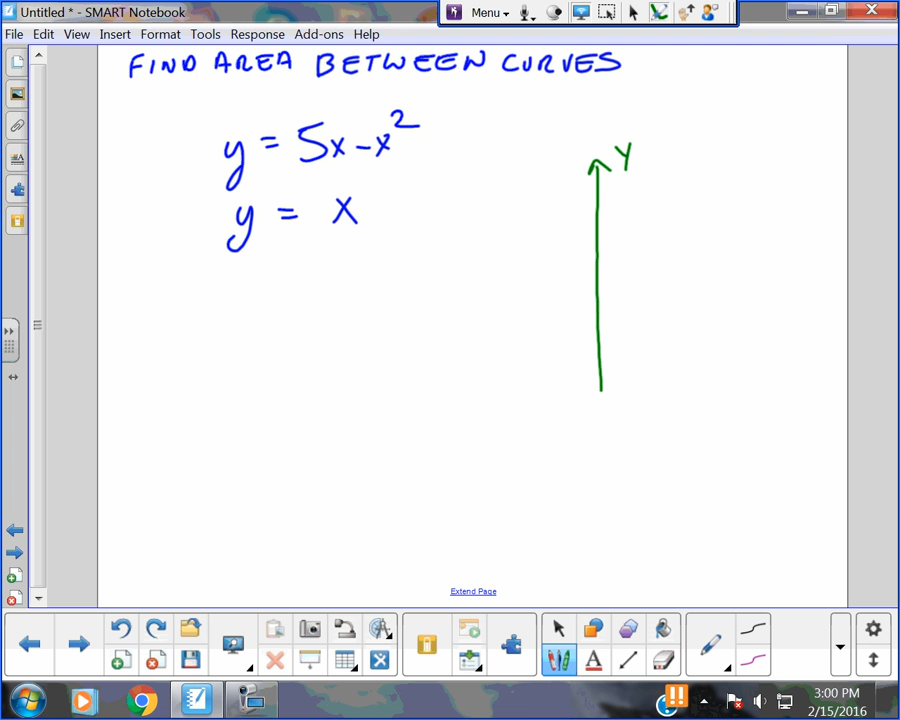 Untitled * - SMART Notebook
Menu
File Edit View Insert Format Tools Response Add-ons Help
FIND AREA BETWEEN CURVES
y = 5x - x²
y = x
Y
Extend Page
3:00 PM
2/15/2016